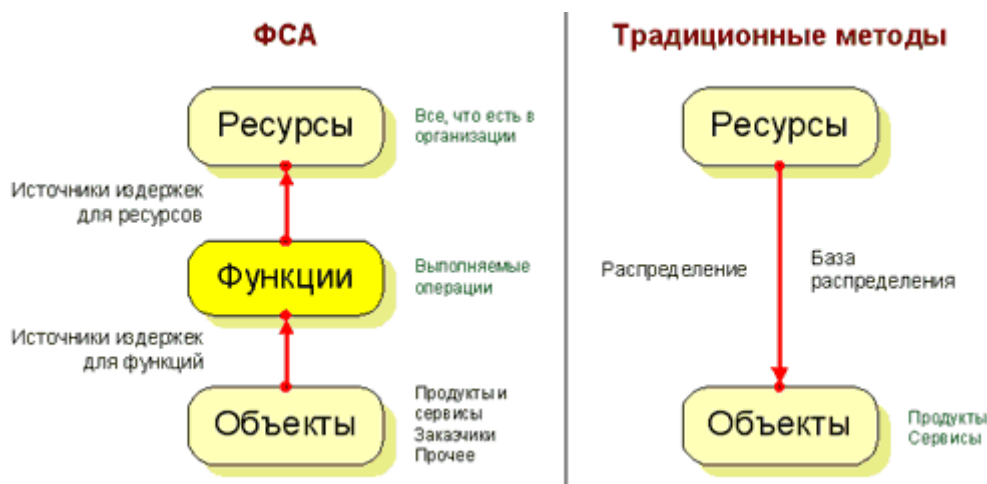 ФСА
Ресурсы
Все, что есть в
организации
Источники издержек
для ресурсов
Функции
Выполняемые
операции
Источники издержек
для функций
Объекты
Продукты и
сервисы
Заказчики
Прочее
Традиционные методы
Ресурсы
Распределение
База
распределения
Объекты
Продукты
Сервисы